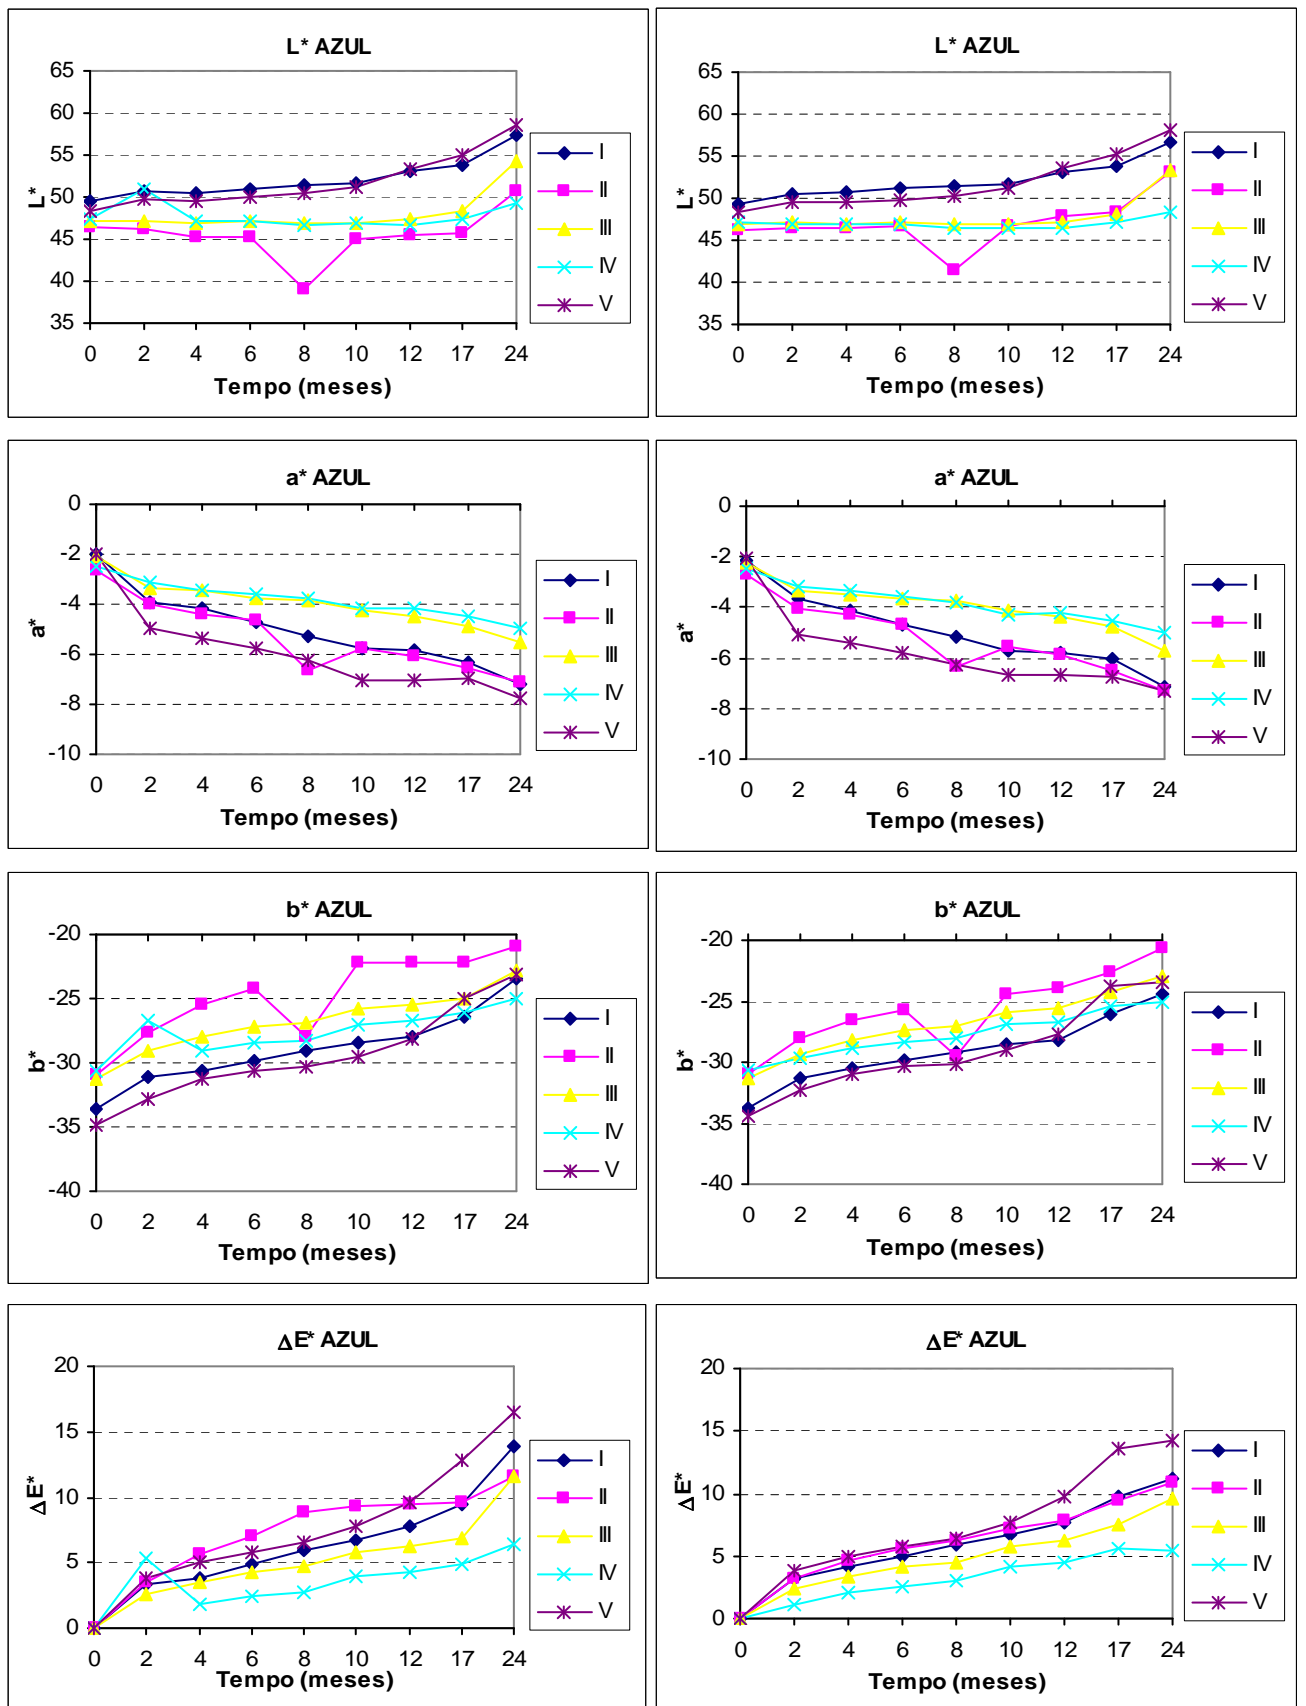 L* AZUL
65
60
55
50
45
40
35
L*
0 2 4 6 8 10 12 17 24
Tempo (meses)
I
II
III
IV
V
L* AZUL
65
60
55
50
45
40
35
L*
0 2 4 6 8 10 12 17 24
Tempo (meses)
I
II
III
IV
V
a* AZUL
0
-2
-4
-6
-8
-10
a*
0 2 4 6 8 10 12 17 24
Tempo (meses)
I
II
III
IV
V
a* AZUL
0
-2
-4
-6
-8
-10
a*
0 2 4 6 8 10 12 17 24
Tempo (meses)
I
II
III
IV
V
b* AZUL
-20
-25
-30
-35
-40
b*
0 2 4 6 8 10 12 17 24
Tempo (meses)
I
II
III
IV
V
b* AZUL
-20
-25
-30
-35
-40
b*
0 2 4 6 8 10 12 17 24
Tempo (meses)
I
II
III
IV
V
ΔE* AZUL
20
15
10
5
0
ΔE*
0 2 4 6 8 10 12 17 24
Tempo (meses)
I
II
III
IV
V
ΔE* AZUL
20
15
10
5
0
ΔE*
0 2 4 6 8 10 12 17 24
Tempo (meses)
I
II
III
IV
V